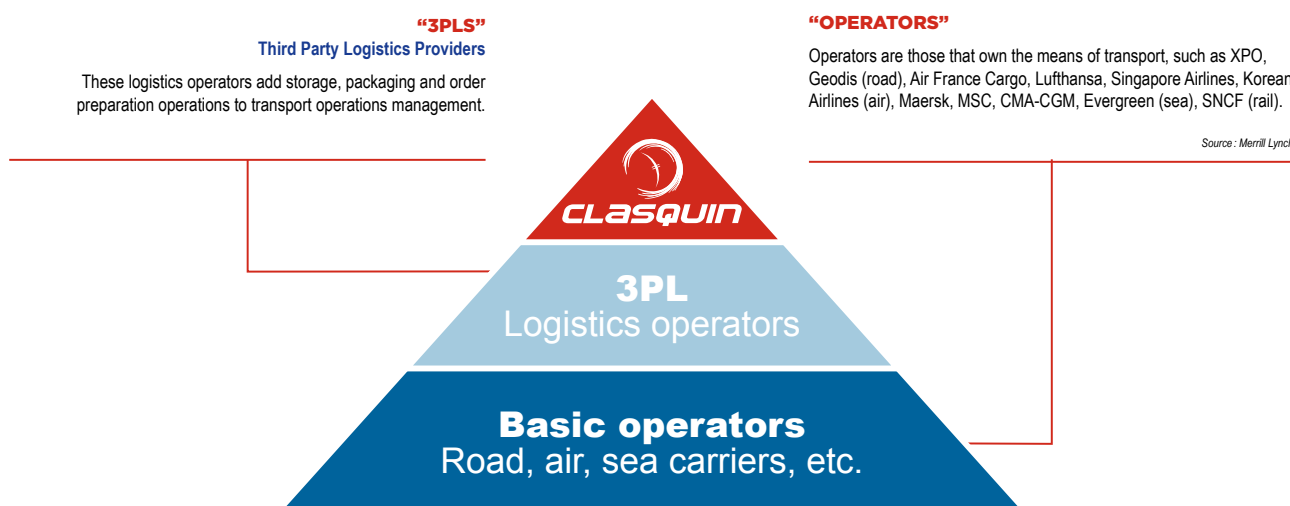 “3PLS”
Third Party Logistics Providers
These logistics operators add storage, packaging and order
preparation operations to transport operations management.
“OPERATORS”
Operators are those that own the means of transport, such as XPO,
Geodis (road), Air France Cargo, Lufthansa, Singapore Airlines, Korean
Airlines (air), Maersk, MSC, CMA-CGM, Evergreen (sea), SNCF (rail).
Source : Merrill Lynch
CLASQUIN
3PL
Logistics operators
Basic operators
Road, air, sea carriers, etc.